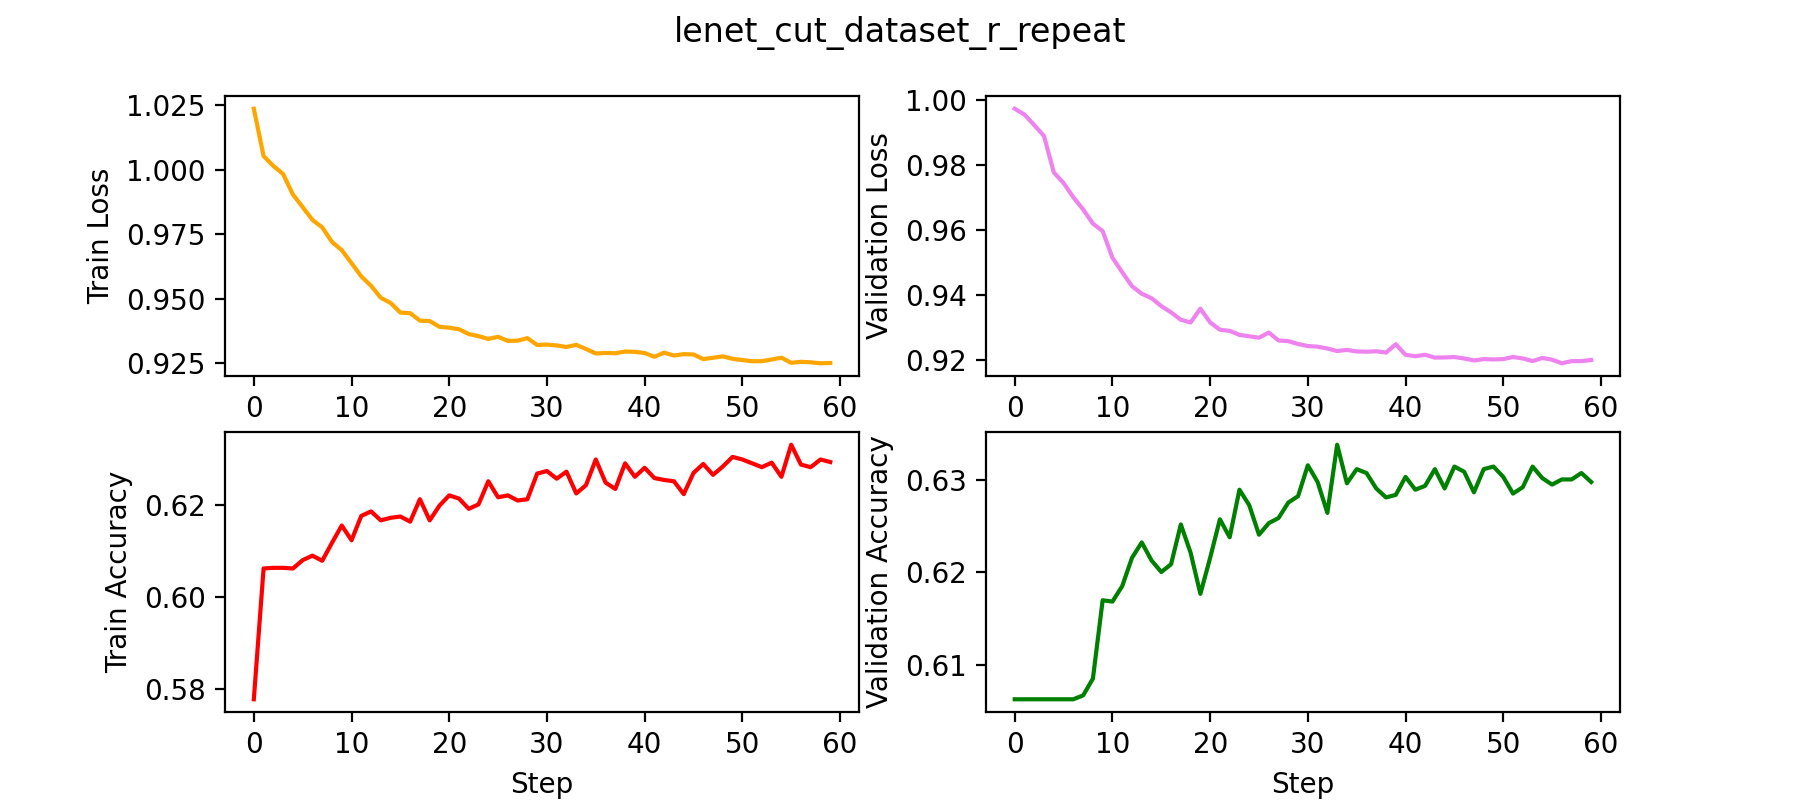 lenet_cut_dataset_r_repeat
Train Loss
1.025
1.000
0.975
0.950
0.925
0 10 20 30 40 50 60
Validation Loss
1.00
0.98
0.96
0.94
0.92
0 10 20 30 40 50 60
Train Accuracy
0.62
0.60
0.58
0 10 20 30 40 50 60
Step
Validation Accuracy
0.63
0.62
0.61
0 10 20 30 40 50 60
Step